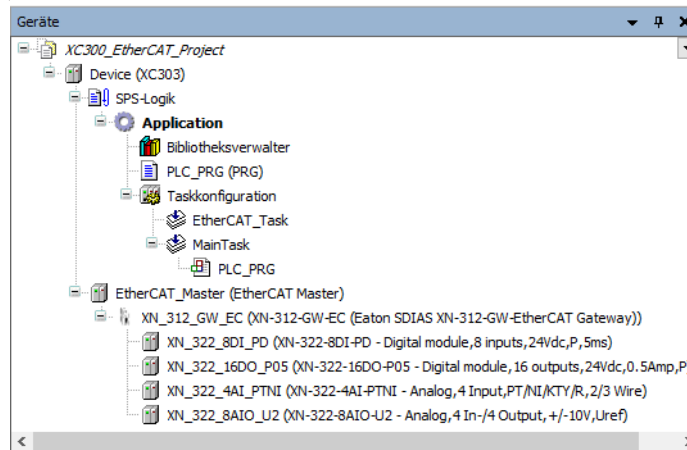 Geräte
XC300_EtherCAT_Project
Device (XC303)
SPS-Logik
Application
Bibliotheksverwalter
PLC_PRG (PRG)
Taskkonfiguration
EtherCAT_Task
MainTask
PLC_PRG
EtherCAT_Master (EtherCAT Master)
XN_312_GW_EC (XN-312-GW-EC (Eaton SDIAS XN-312-GW-EtherCAT Gateway))
XN_322_8DI_PD (XN-322-8DI-PD - Digital module,8 inputs,24Vdc,P,5ms)
XN_322_16DO_P05 (XN-322-16DO-P05 - Digital module,16 outputs,24Vdc,0.5Amp,P
XN_322_4AI_PTNI (XN-322-4AI-PTNI - Analog,4 Input,PT/NI/KTY/R,2/3 Wire)
XN_322_8AIO_U2 (XN-322-8AIO-U2 - Analog,4 In-/4 Output,+/-10V,Uref)